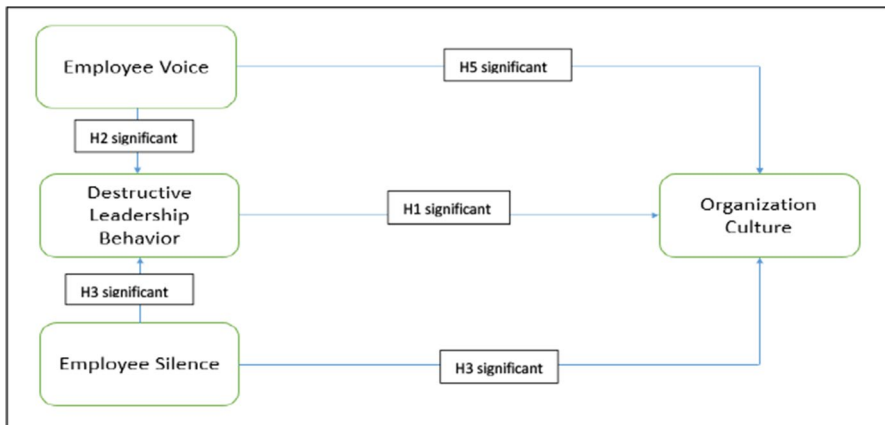 Employee Voice
H5 significant
H2 significant
Destructive
Leadership
Behavior
H1 significant
Organization
Culture
H3 significant
Employee Silence
H3 significant